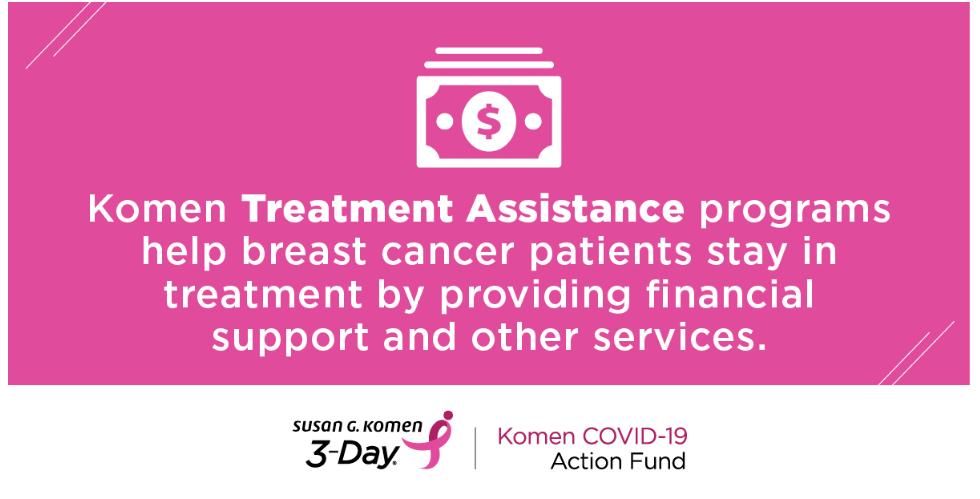 $
Komen Treatment Assistance programs
help breast cancer patients stay in
treatment by providing financial
support and other services.
susan G. komen
3-Day®
Komen COVID-19
Action Fund